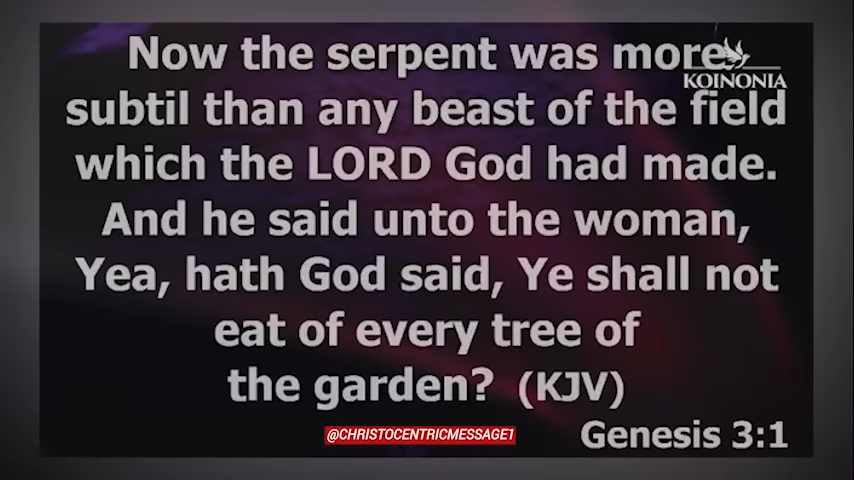 Now the serpent was more
KOINONIA
subtil than any beast of the field
which the LORD God had made.
And he said unto the woman,
Yea, hath God said, Ye shall not
eat of every tree of
the garden? (KJV)
@CHRISTOCENTRICMESSAGE1
Genesis 3:1